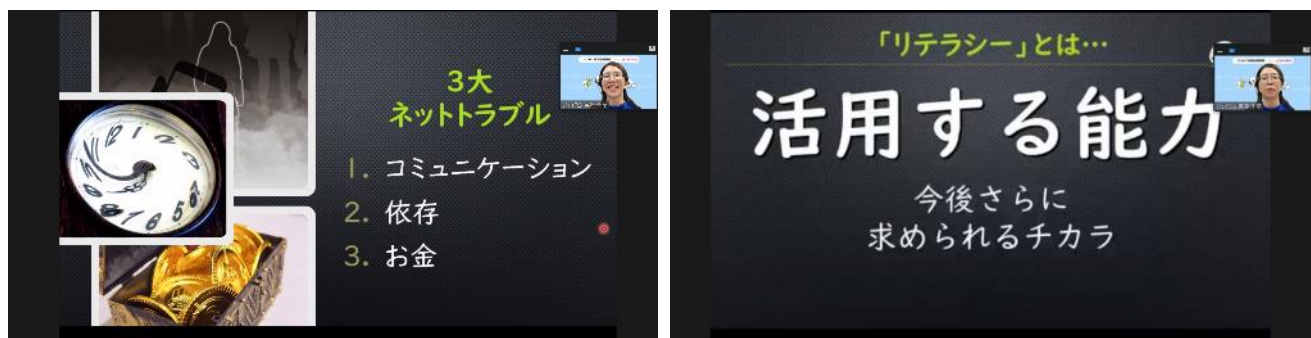 3大
ネットトラブル
1. コミュニケーション
2. 依存
3. お金
「リテラシー」とは…
活用する能力
今後さらに
求められるチカラ